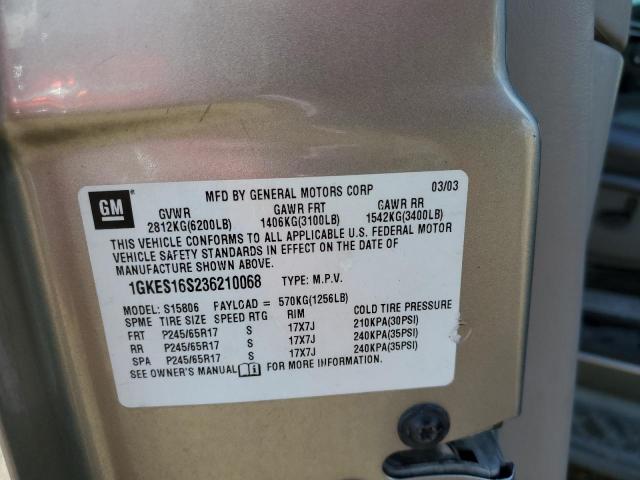 GM
MFD BY GENERAL MOTORS CORP 03/03
GVWR GAWR FRT GAWR RR
2812KG(6200LB) 1406KG(3100LB) 1542KG(3400LB)
THIS VEHICLE CONFORMS TO ALL APPLICABLE U.S. FEDERAL MOTOR
VEHICLE SAFETY STANDARDS IN EFFECT ON THE DATE OF
MANUFACTURE SHOWN ABOVE.
1GKES16S236210068 TYPE: M.P.V.
MODEL: S15806 PAYLOAD = 570KG(1256LB)
SPME TIRE SIZE SPEED RTG RIM COLD TIRE PRESSURE
FRT P245/65R17 S 17X7J 210KPA(30PSI)
RR P245/65R17 S 17X7J 240KPA(35PSI)
SPA P245/65R17 S 17X7J 240KPA(35PSI)
SEE OWNER'S MANUAL FOR MORE INFORMATION.